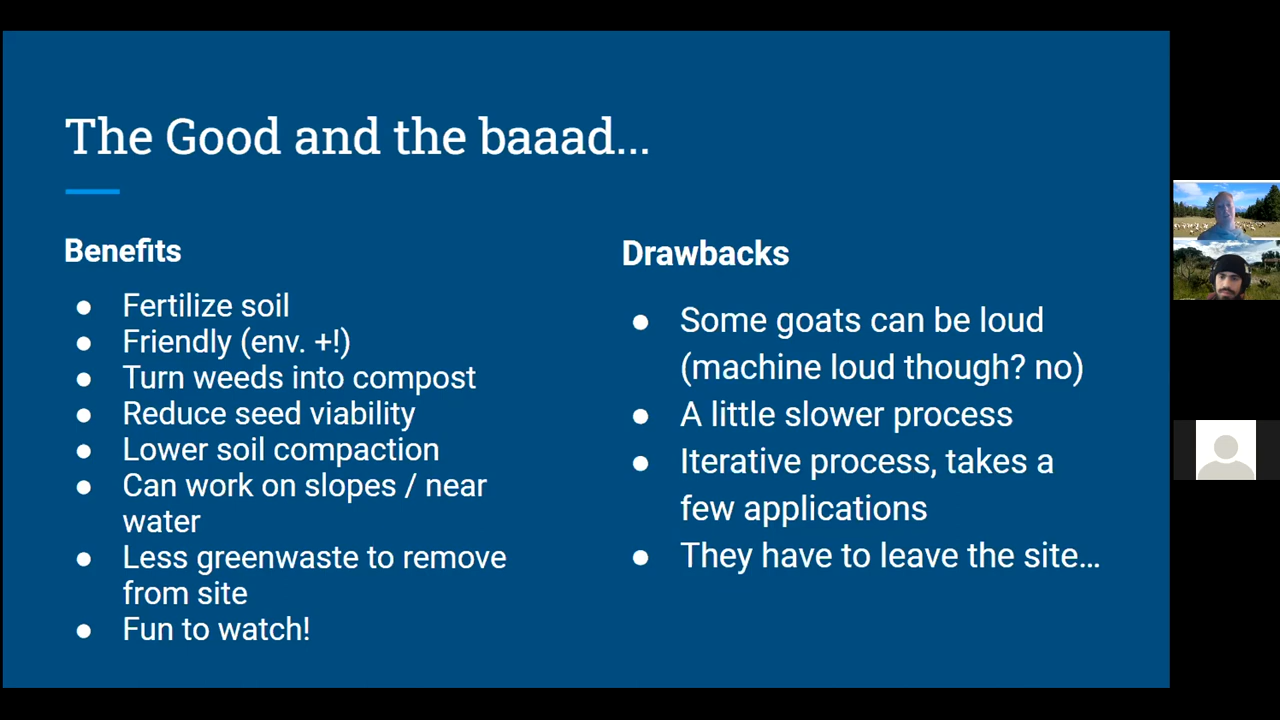 The Good and the baaad...
Benefits
● Fertilize soil
● Friendly (env. +!)
● Turn weeds into compost
● Reduce seed viability
● Lower soil compaction
● Can work on slopes / near
water
● Less greenwaste to remove
from site
● Fun to watch!
Drawbacks
● Some goats can be loud
(machine loud though? no)
● A little slower process
● Iterative process, takes a
few applications
● They have to leave the site…